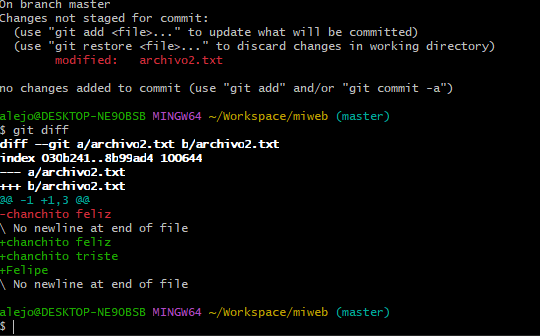 On branch master
Changes not staged for commit:
  (use "git add <file>..." to update what will be committed)
  (use "git restore <file>..." to discard changes in working directory)
        modified:   archivo2.txt

no changes added to commit (use "git add" and/or "git commit -a")

alejo@DESKTOP-NE9OBSB MINGW64 ~/Workspace/miweb (master)
$ git diff
diff --git a/archivo2.txt b/archivo2.txt
index 030b241..8b99ad4 100644
--- a/archivo2.txt
+++ b/archivo2.txt
@@ -1 +1,3 @@
-chanchito feliz
\ No newline at end of file
+chanchito feliz
+chanchito triste
+Felipe
\ No newline at end of file

alejo@DESKTOP-NE9OBSB MINGW64 ~/Workspace/miweb (master)
$